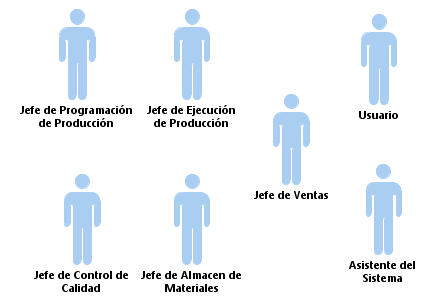 Jefe de Programación
de Producción
Jefe de Ejecución
de Producción
Usuario
Jefe de Ventas
Jefe de Control de
Calidad
Jefe de Almacen de
Materiales
Asistente del
Sistema